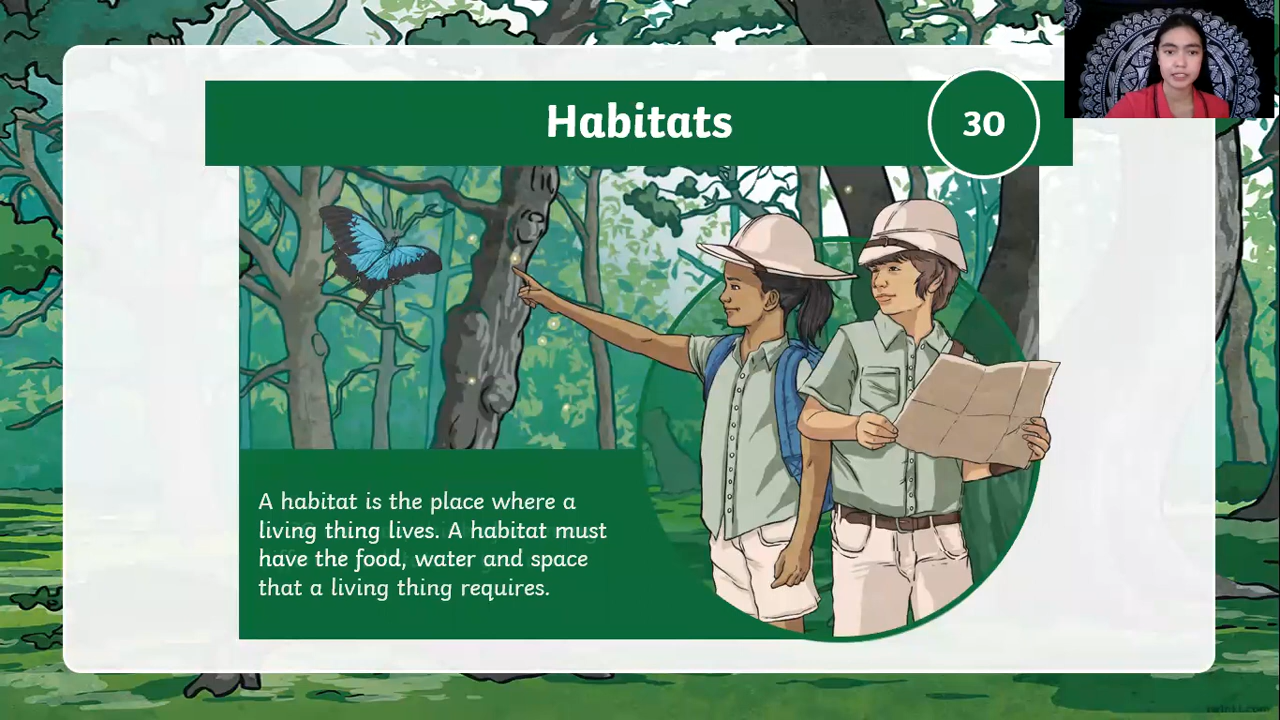 Habitats
30
A habitat is the place where a
living thing lives. A habitat must
have the food, water and space
that a living thing requires.